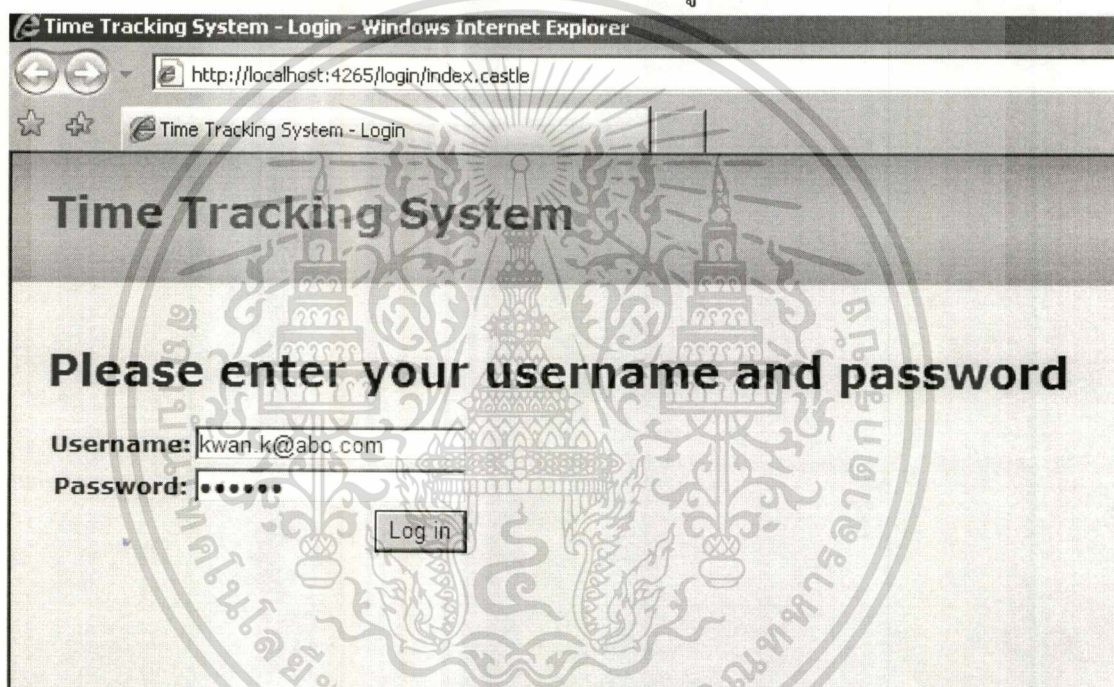 Time Tracking System - Login - Windows Internet Explorer
http://localhost:4265/login/index.castle
Time Tracking System - Login
Time Tracking System
Please enter your username and password
Username: kwan.k@abc.com
Password: ••••••
Log in